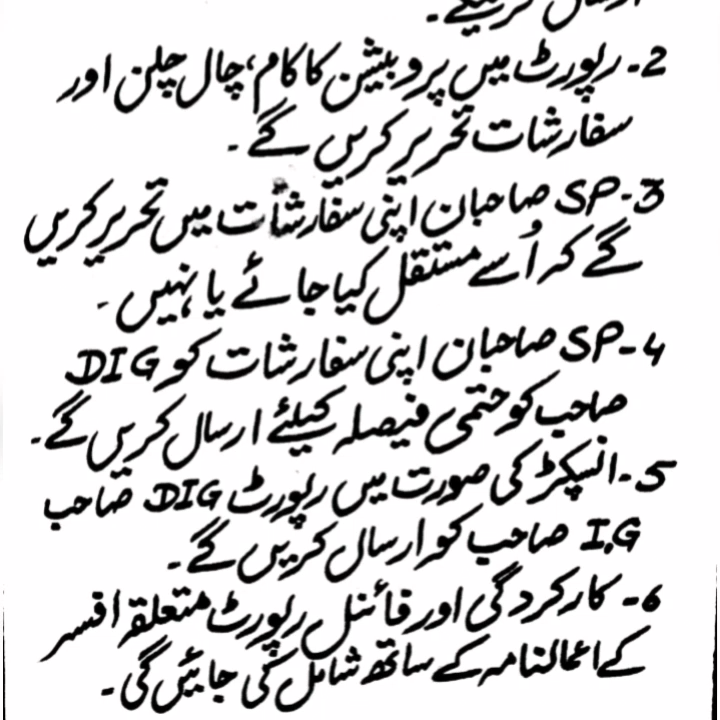 ارسال کرینگے۔
2۔ رپورٹ میں پروبیشن کا کام، چال چلن اور
سفارشات تحریر کریں گے۔
3۔ SP صاحبان اپنی سفارشات میں تحریر کریں
گے کہ اُسے مستقل کیا جائے یا نہیں۔
4۔ SP صاحبان اپنی سفارشات کو DIG
صاحب کو حتمی فیصلہ کیلئے ارسال کریں گے۔
5۔ انسپکٹر کی صورت میں رپورٹ DIG صاحب
I.G صاحب کو ارسال کریں گے۔
6۔ کارکردگی اور فائنل رپورٹ متعلقہ افسر
کے اعمالنامہ کے ساتھ شامل کی جائیں گی۔